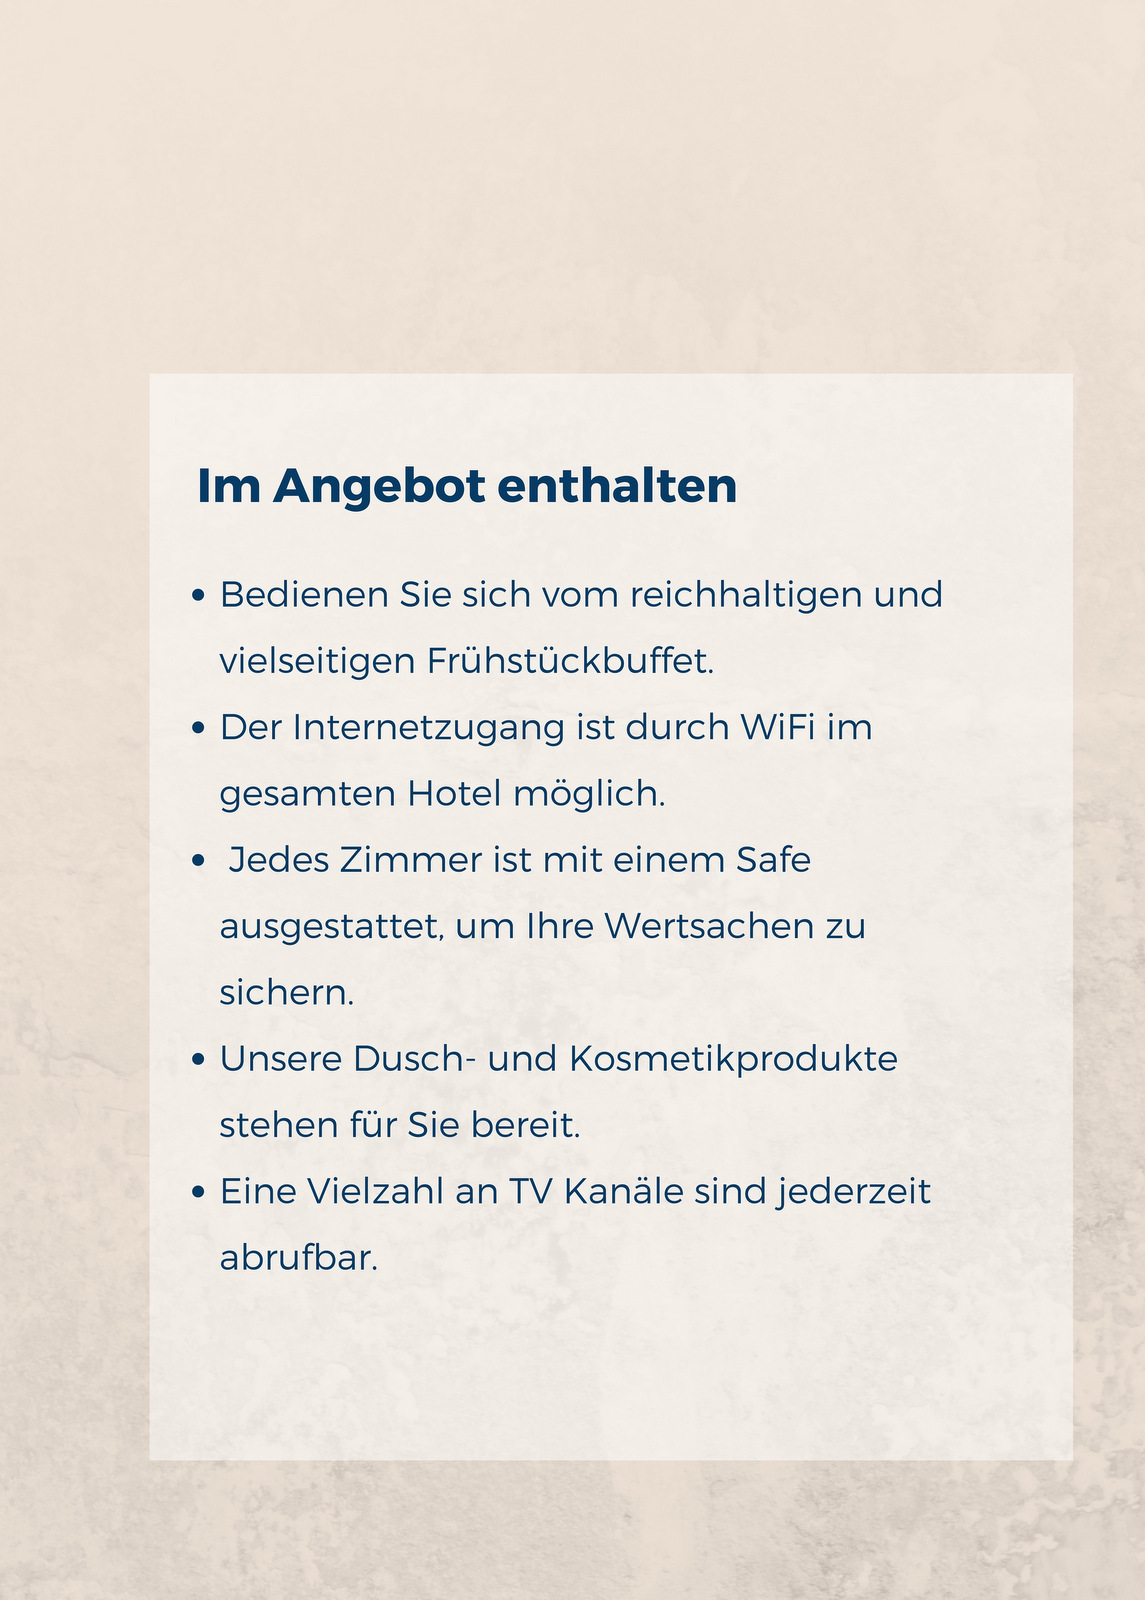 Im Angebot enthalten
• Bedienen Sie sich vom reichhaltigen und
vielseitigen Frühstückbuffet.
• Der Internetzugang ist durch WiFi im
gesamten Hotel möglich.
• Jedes Zimmer ist mit einem Safe
ausgestattet, um Ihre Wertsachen zu
sichern.
• Unsere Dusch- und Kosmetikprodukte
stehen für Sie bereit.
• Eine Vielzahl an TV Kanäle sind jederzeit
abrufbar.